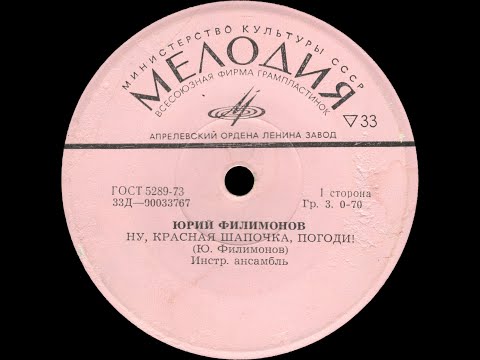 МИНИСТЕРСТВО КУЛЬТУРЫ СССР
МЕЛОДИЯ
ВСЕСОЮЗНАЯ ФИРМА ГРАМПЛАСТИНОК
▽33
АПРЕЛЕВСКИЙ ОРДЕНА ЛЕНИНА ЗАВОД
ГОСТ 5289-73
33Д—90033767
1 сторона
Гр. 3. 0-70
ЮРИЙ ФИЛИМОНОВ
НУ, КРАСНАЯ ШАПОЧКА, ПОГОДИ!
(Ю. Филимонов)
Инстр. ансамбль